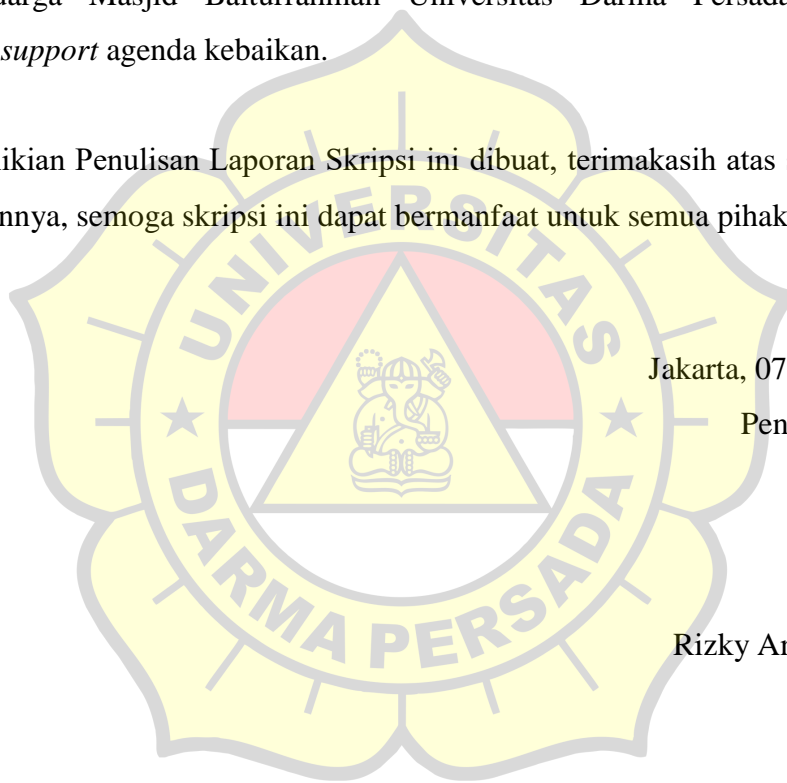 arga Masjid Baiturrahman Universitas Darma Persada
support agenda kebaikan.
ikian Penulisan Laporan Skripsi ini dibuat, terimakasih atas
nnya, semoga skripsi ini dapat bermanfaat untuk semua pihak
UNIVERSITAS
Jakarta, 07
Pen
DARMA PERSADA
Rizky Ar